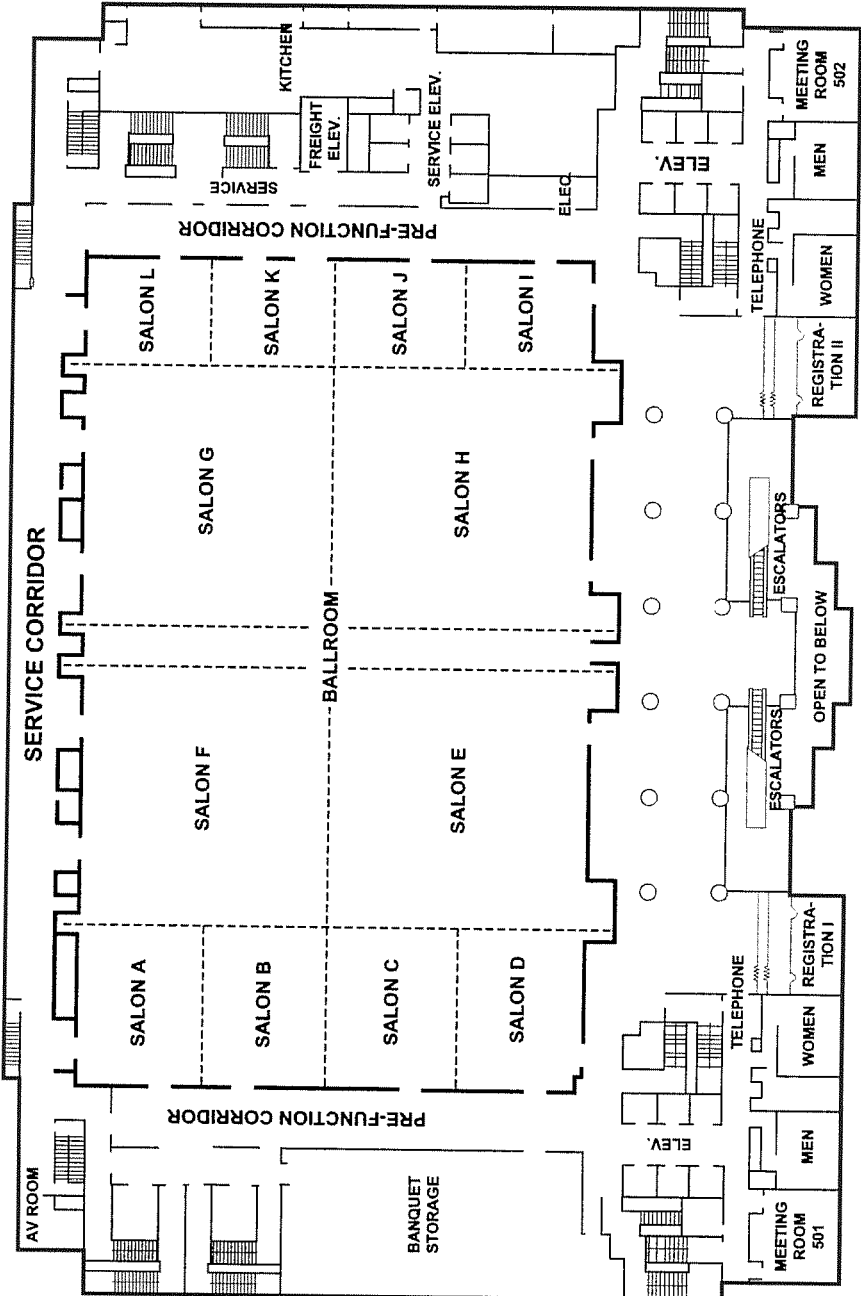 KITCHEN
FREIGHT
ELEV.
SERVICE ELEV.
SERVICE
ELEC.
ELEV.
MEETING
ROOM
502
MEN
WOMEN
TELEPHONE
REGISTRA-
TION II
PRE-FUNCTION CORRIDOR
SALON L
SALON K
SALON J
SALON I
SERVICE CORRIDOR
SALON G
SALON H
BALLROOM
SALON F
SALON E
ESCALATORS
OPEN TO BELOW
ESCALATORS
SALON A
SALON B
SALON C
SALON D
REGISTRA-
TION I
TELEPHONE
WOMEN
PRE-FUNCTION CORRIDOR
ELEV.
MEN
AV ROOM
BANQUET
STORAGE
MEETING
ROOM
501